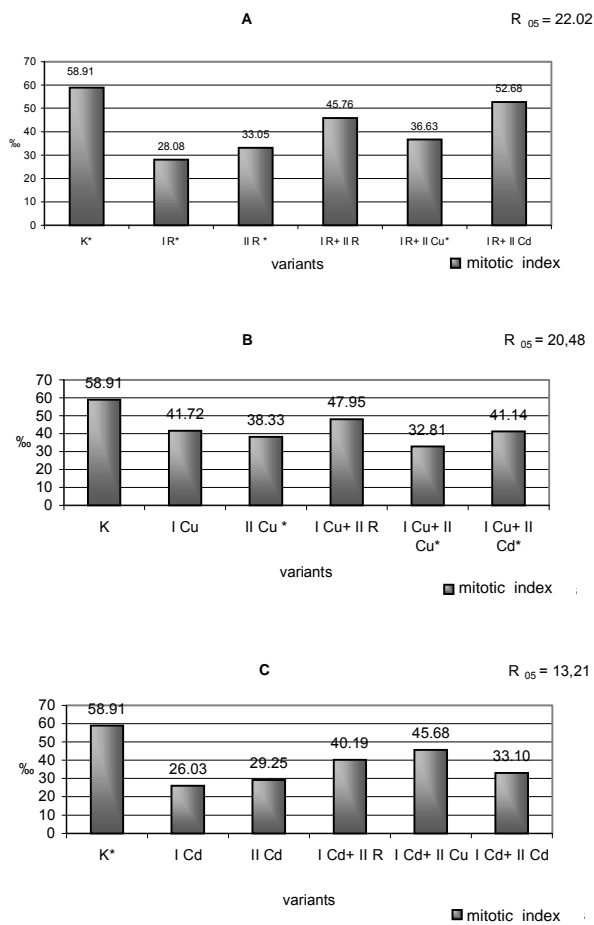 A
R 05 = 22.02
70
60
50
40
30
20
10
0
‰
58.91
28.08
33.05
45.76
36.63
52.68
K* I R* II R * I R+ II R I R+ II Cu* I R+ II Cd
variants
mitotic index
B
R 05 = 20,48
70
60
50
40
30
20
10
0
‰
58.91
41.72
38.33
47.95
32.81
41.14
K I Cu II Cu * I Cu+ II R I Cu+ II I Cu+ II
Cu* Cd*
variants
mitotic index
C
R 05 = 13,21
70
60
50
40
30
20
10
0
‰
58.91
26.03
29.25
40.19
45.68
33.10
K* I Cd II Cd I Cd+ II R I Cd+ II Cu I Cd+ II Cd
variants
mitotic index